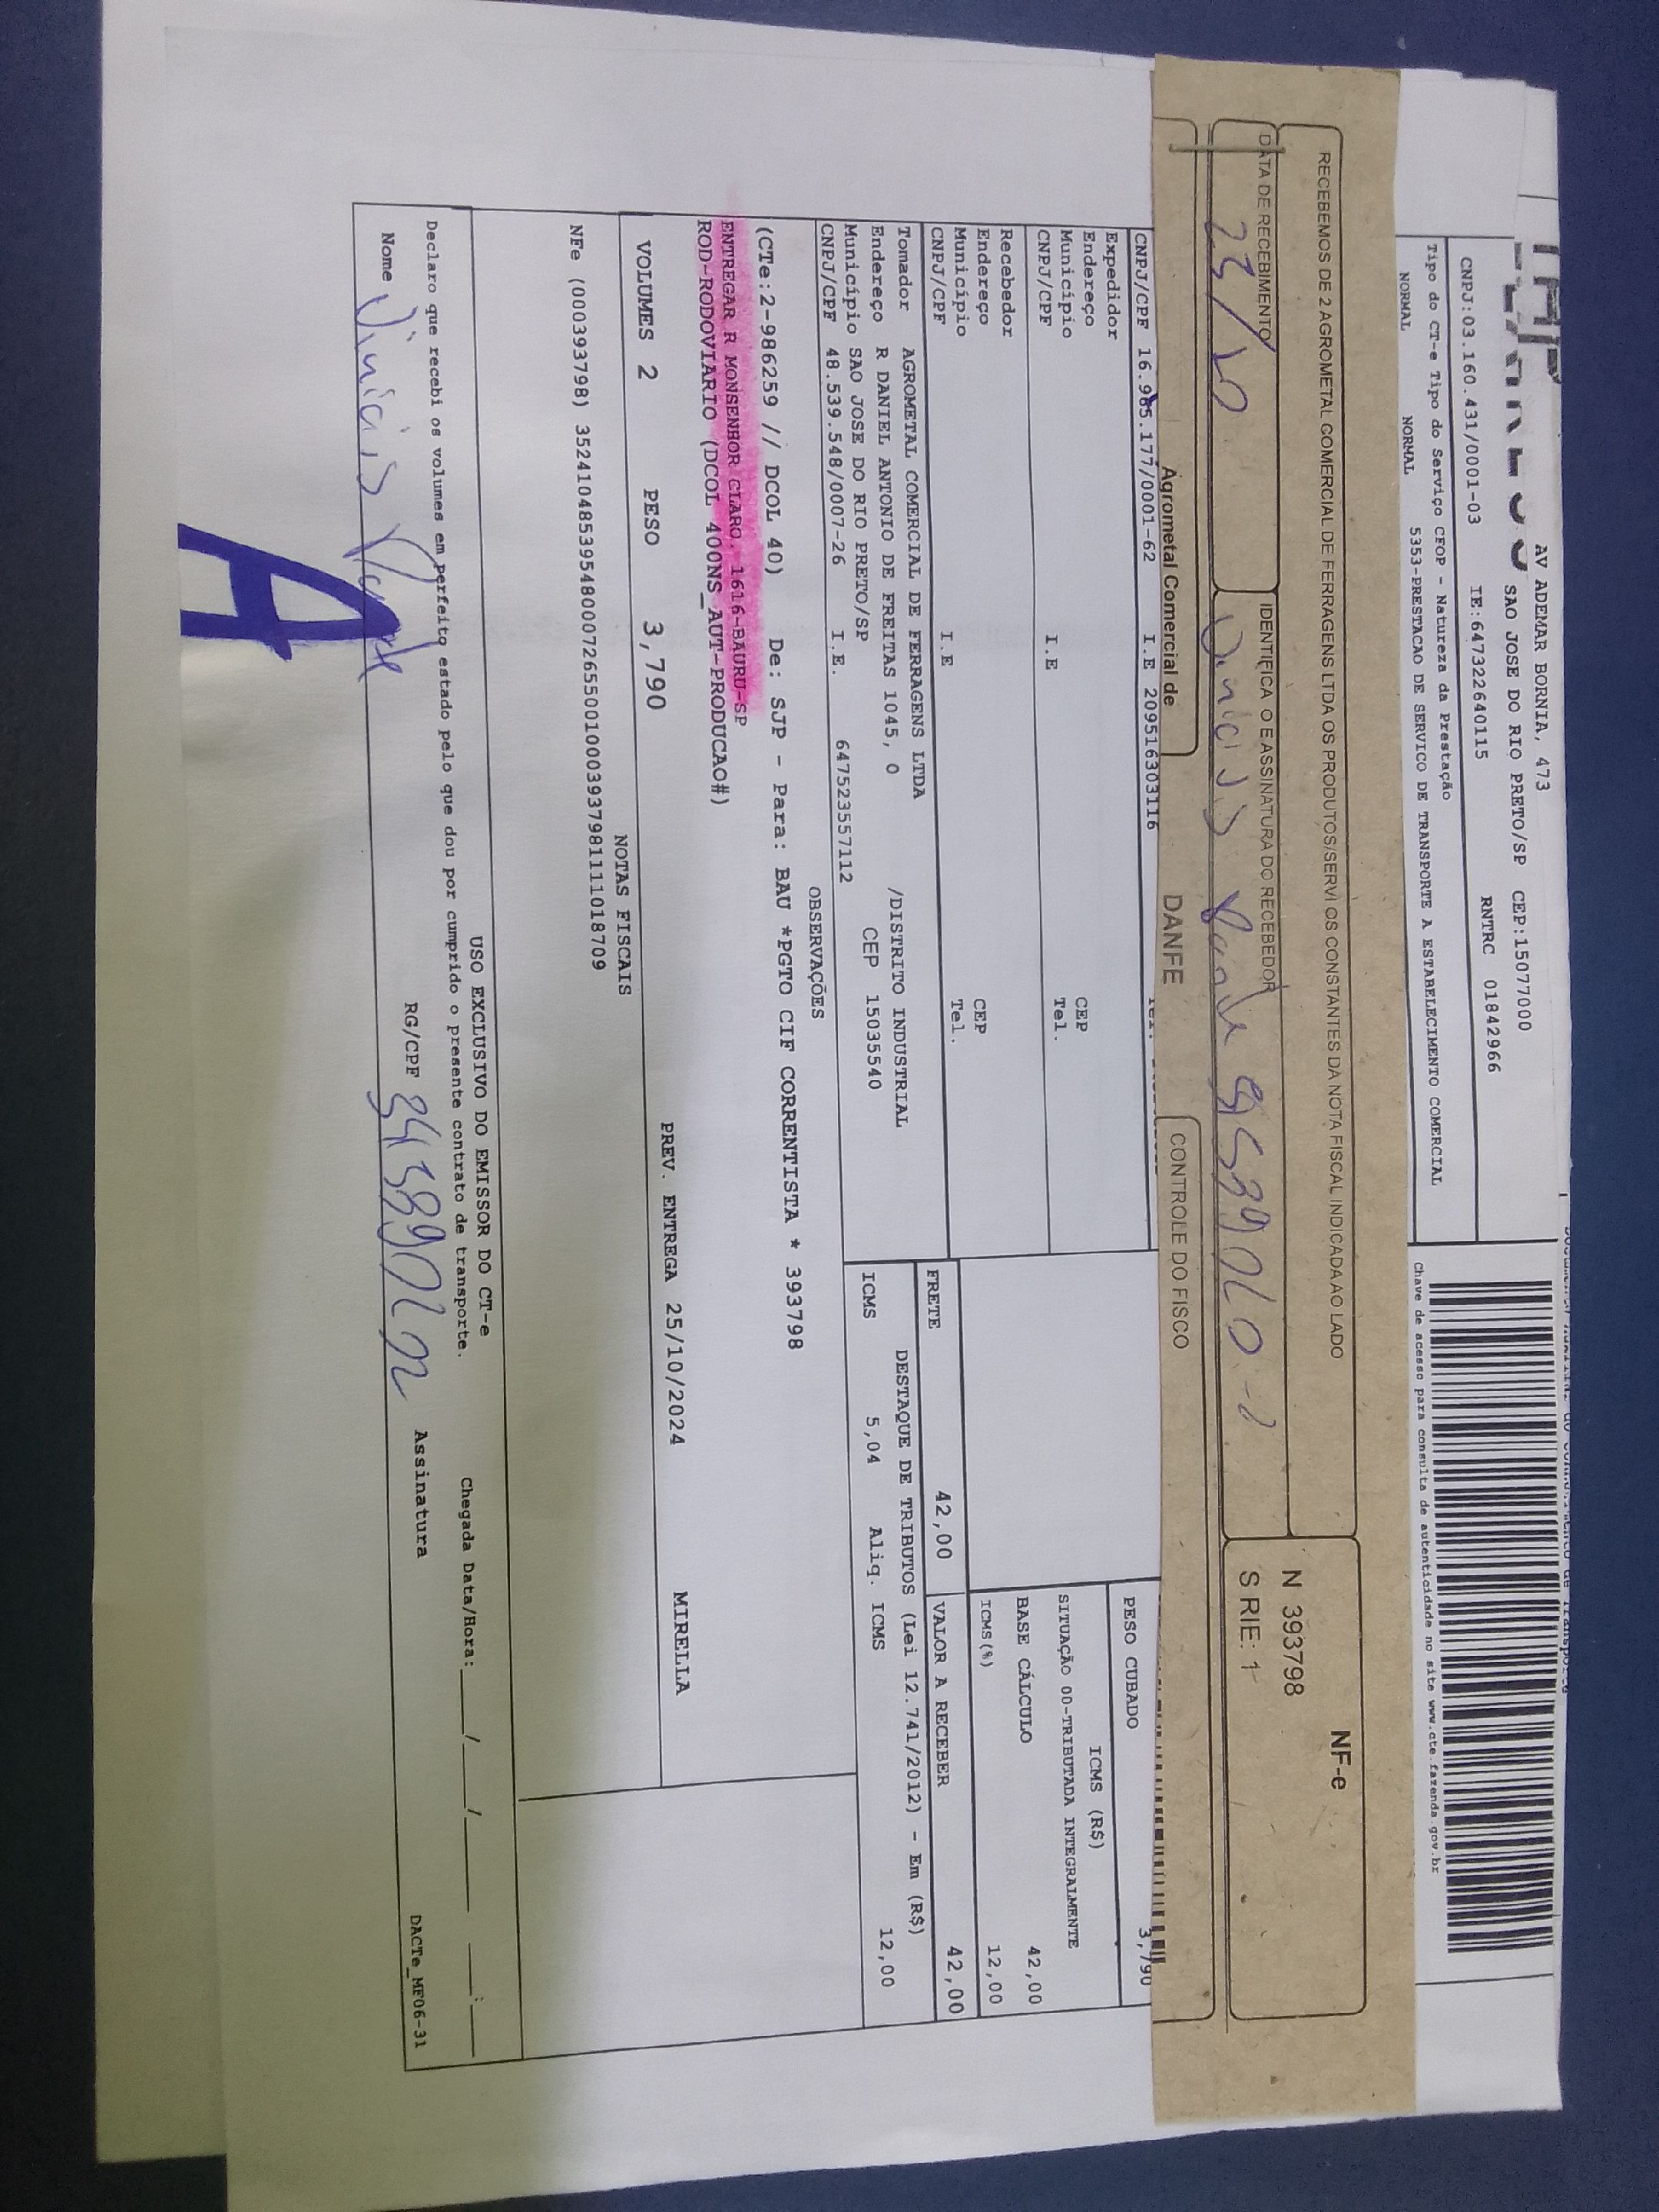 AV ADEMAR BORNIA, 473
SAO JOSE DO RIO PRETO/SP CEP:15077000
CNPJ:03.160.431/0001-03 IE:647322640115 RNTRC 01842966
Tipo do CT-e Tipo do Serviço CFOP - Natureza da Prestação
NORMAL NORMAL 5353-PRESTACAO DE SERVICO DE TRANSPORTE A ESTABELECIMENTO COMERCIAL
Chave de acesso para consulta de autenticidade no site www.cte.fazenda.gov.br
RECEBEMOS DE 2 AGROMETAL COMERCIAL DE FERRAGENS LTDA OS PRODUTOS/SERVI OS CONSTANTES DA NOTA FISCAL INDICADA AO LADO
NF-e
N 393798
S RIE: 1
DATA DE RECEBIMENTO
IDENTIFICA O E ASSINATURA DO RECEBEDOR
23/10
Agrometal Comercial de
DANFE
CONTROLE DO FISCO
CNPJ/CPF 16.985.177/0001-62 I.E 209516303116
PESO CUBADO 3,790
Expedidor
Endereço CEP
Município Tel.
CNPJ/CPF I.E
ICMS (R$)
SITUAÇÃO 00-TRIBUTADA INTEGRALMENTE
BASE CÁLCULO 42,00
ICMS(%) 12,00
Recebedor
Endereço CEP
Município Tel.
CNPJ/CPF I.E
FRETE 42,00 VALOR A RECEBER 42,00
Tomador AGROMETAL COMERCIAL DE FERRAGENS LTDA
Endereço R DANIEL ANTONIO DE FREITAS 1045, 0 /DISTRITO INDUSTRIAL
Município SAO JOSE DO RIO PRETO/SP CEP 15035540
CNPJ/CPF 48.539.548/0007-26 I.E. 647523557112
DESTAQUE DE TRIBUTOS (Lei 12.741/2012) - Em (R$)
ICMS 5,04 Aliq. ICMS 12,00
OBSERVAÇÕES
(CTe:2-986259 // DCOL 40) De: SJP - Para: BAU *PGTO CIF CORRENTISTA * 393798
ENTREGAR R MONSENHOR CLARO, 1616-BAURU-SP
ROD-RODOVIARIO (DCOL 400NS_AUT-PRODUCAO#)
VOLUMES 2 PESO 3,790 PREV. ENTREGA 25/10/2024 MIRELLA
NOTAS FISCAIS
NFe (000393798) 35241048539548000726550010003937981111018709
USO EXCLUSIVO DO EMISSOR DO CT-e
Declaro que recebi os volumes em perfeito estado pelo que dou por cumprido o presente contrato de transporte.
Chegada Data/Hora:____/____/____ ___:___
Nome RG/CPF Assinatura
DACTe_MF06-31
A